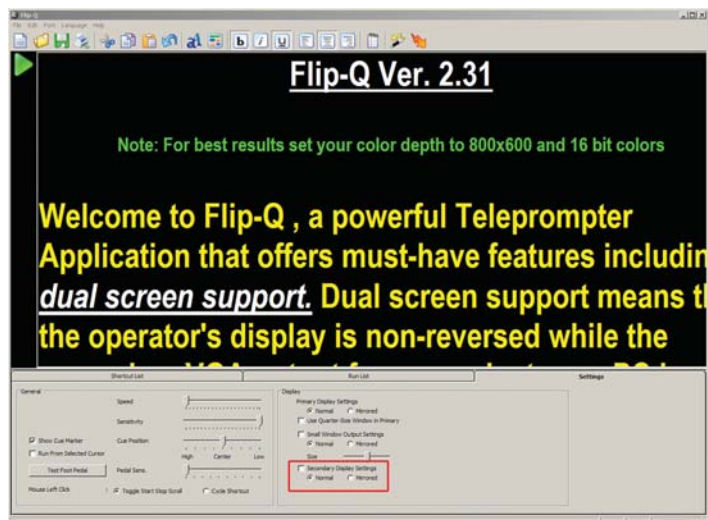 Flip-Q
File Edit Font Language Help
Flip-Q Ver. 2.31
Note: For best results set your color depth to 800x600 and 16 bit colors
Welcome to Flip-Q , a powerful Teleprompter
Application that offers must-have features includin
dual screen support. Dual screen support means t
the operator's display is non-reversed while the
Shortcut List
Run List
Settings
General
Speed
Sensitivity
Show Cue Marker
Cue Position
Run From Selected Cursor
High Center Low
Test Foot Pedal
Pedal Sens.
Mouse Left Click
Toggle Start Stop Scroll
Cycle Shortcut
Display
Primary Display Settings
Normal Mirrored
Use Quarter-Size Window in Primary
Small Window Output Settings
Normal Mirrored
Size
Secondary Display Settings
Normal Mirrored